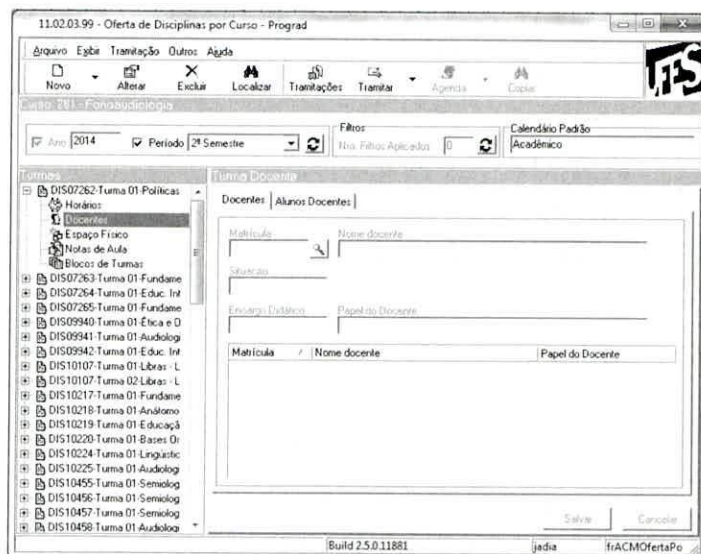 11.02.03.99 - Oferta de Disciplinas por Curso - Prograd
Arquivo Exibir Tramitação Outros Ajuda
Novo Alterar Excluir Localizar Tramitações Tramitar Agenda Copiar
UFES
Curso: 281 - Fonoaudiologia
Ano 2014 Período 2º Semestre
Filtros
Nro. Filtros Aplicados 0
Calendário Padrão
Acadêmico
Turmas
DIS07262-Turma 01-Políticas
Horários
Docentes
Espaço Físico
Notas de Aula
Blocos de Turmas
DIS07263-Turma 01-Fundame
DIS07264-Turma 01-Educ. Int
DIS07265-Turma 01-Fundame
DIS09940-Turma 01-Ética e D
DIS09941-Turma 01-Audiologi
DIS09942-Turma 01-Educ. Int
DIS10107-Turma 01-Libras - L
DIS10107-Turma 02-Libras - L
DIS10217-Turma 01-Fundame
DIS10218-Turma 01-Anátomo
DIS10219-Turma 01-Educaçã
DIS10220-Turma 01-Bases Or
DIS10224-Turma 01-Lingüístic
DIS10225-Turma 01-Audiologi
DIS10455-Turma 01-Semiolog
DIS10456-Turma 01-Semiolog
DIS10457-Turma 01-Semiolog
DIS10458-Turma 01-Audiologi
Turma Docente
Docentes Alunos Docentes
Matrícula Nome docente
Situação
Encargo Didático Papel do Docente
Matrícula / Nome docente Papel do Docente
Salvar Cancelar
Build 2.5.0.11881 jadia frACMOfertaPo